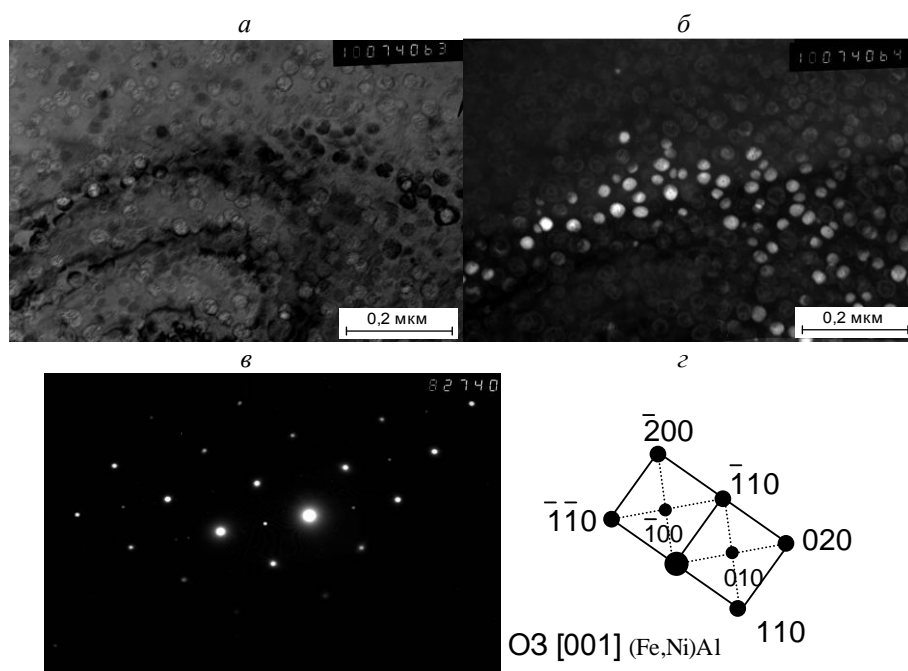 а
б
10074063
10074064
0,2 мкм
0,2 мкм
в
г
82740
2̅00
1̅10
1̅1̅0
1̅00
020
010
110
ОЗ [001] (Fe,Ni)Al